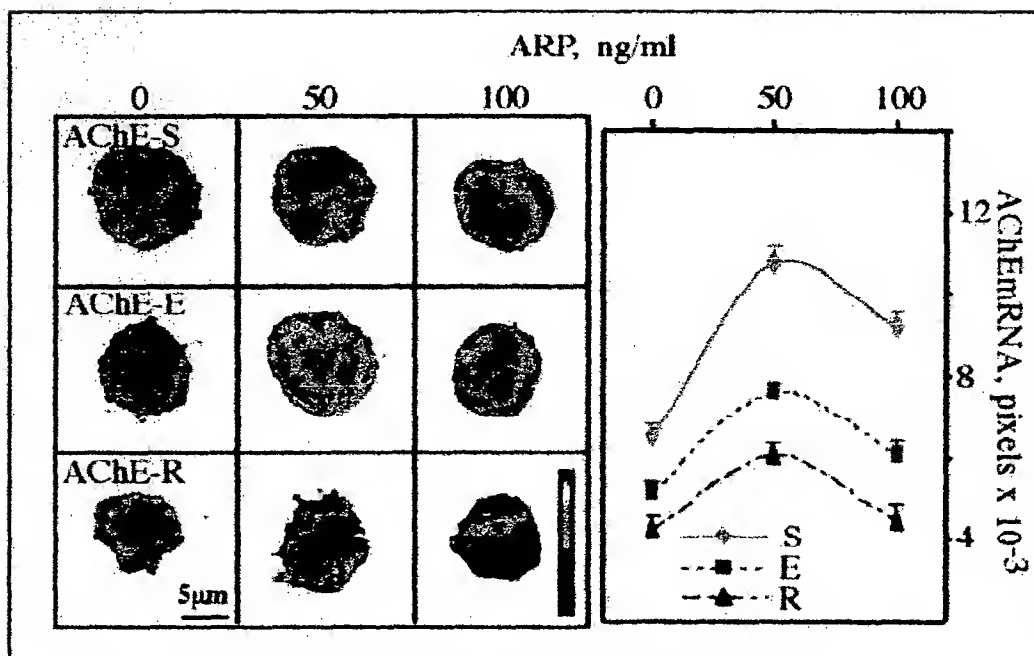 ARP, ng/ml
0 50 100 0 50 100
AChE-S
AChE-E
AChE-R
5μm
12
8
4
AChEmRNA, pixels x 10-3
S
E
R